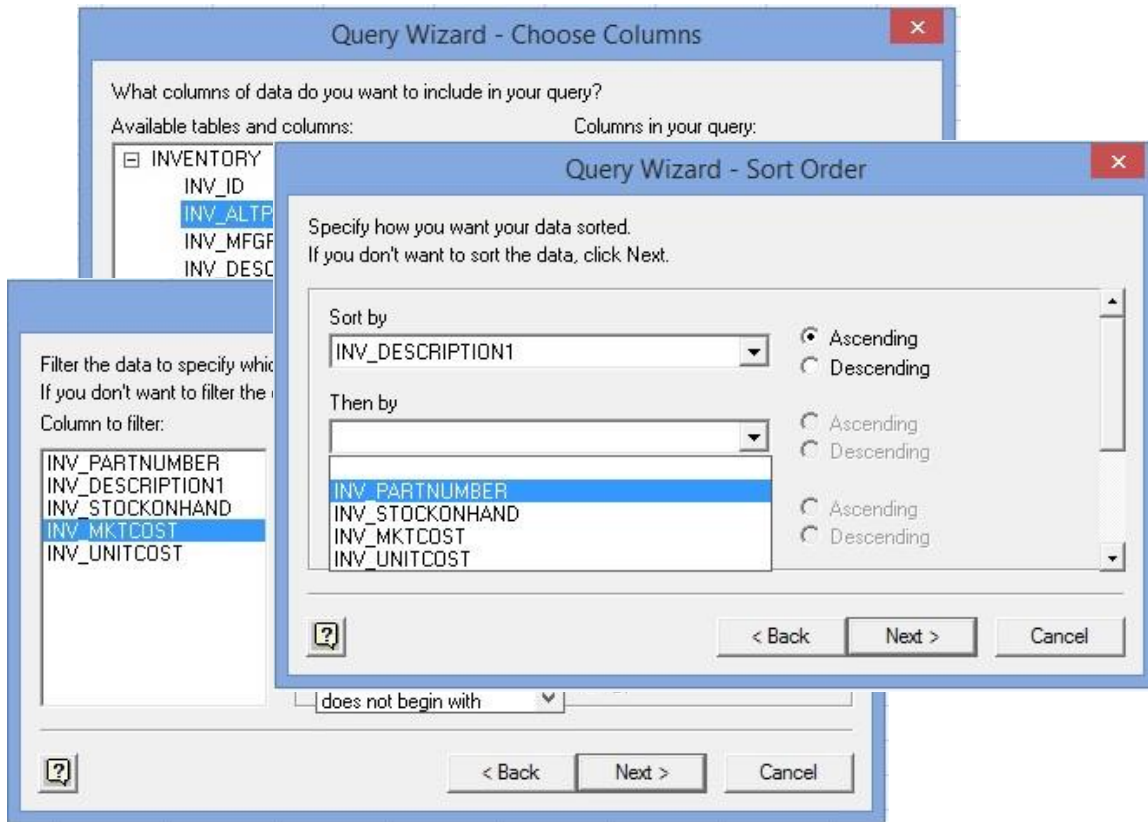 Query Wizard - Choose Columns
What columns of data do you want to include in your query?
Available tables and columns:
Columns in your query:
INVENTORY
INV_ID
INV_ALTP
INV_MFGF
INV_DESC
Query Wizard - Sort Order
Specify how you want your data sorted.
If you don't want to sort the data, click Next.
Sort by
INV_DESCRIPTION1
Ascending
Descending
Then by
Ascending
Descending
INV_PARTNUMBER
INV_STOCKONHAND
INV_MKTCOST
INV_UNITCOST
Ascending
Descending
< Back
Next >
Cancel
Filter the data to specify
If you don't want to filter the
Column to filter:
INV_PARTNUMBER
INV_DESCRIPTION1
INV_STOCKONHAND
INV_MKTCOST
INV_UNITCOST
does not begin with
< Back
Next >
Cancel